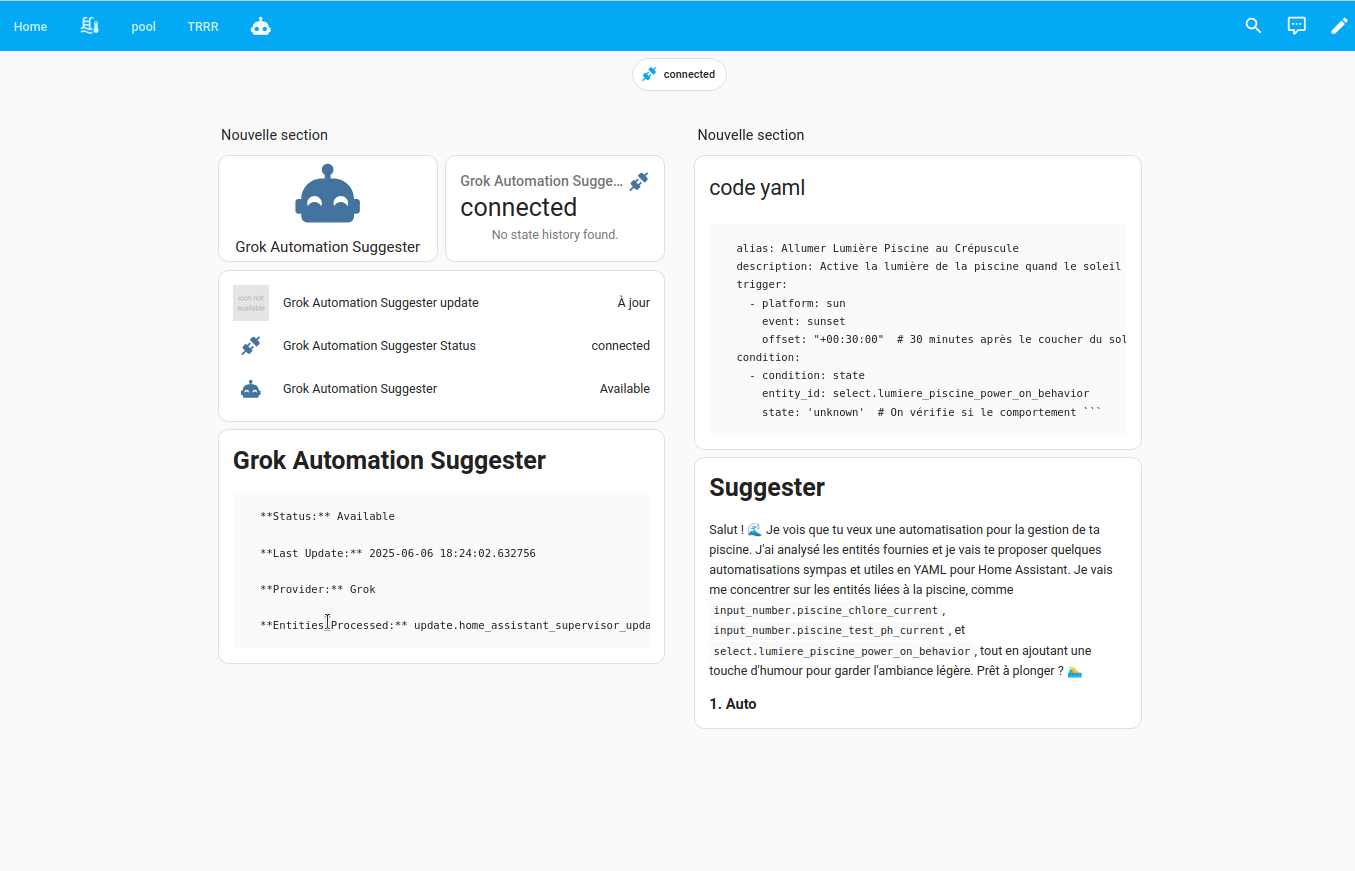 Home
pool
TRRR
connected
Nouvelle section
Grok Automation Suggester
Grok Automation Sugge...
connected
No state history found.
icon not
available
Grok Automation Suggester update
À jour
Grok Automation Suggester Status
connected
Grok Automation Suggester
Available
Grok Automation Suggester
**Status:** Available
**Last Update:** 2025-06-06 18:24:02.632756
**Provider:** Grok
**Entities Processed:** update.home_assistant_supervisor_upda
Nouvelle section
code yaml
alias: Allumer Lumière Piscine au Crépuscule
description: Active la lumière de la piscine quand le soleil
trigger:
- platform: sun
event: sunset
offset: "+00:30:00"  # 30 minutes après le coucher du sol
condition:
- condition: state
entity_id: select.lumiere_piscine_power_on_behavior
state: 'unknown'  # On vérifie si le comportement ```
Suggester
Salut ! 🌊 Je vois que tu veux une automatisation pour la gestion de ta
piscine. J'ai analysé les entités fournies et je vais te proposer quelques
automatisations sympas et utiles en YAML pour Home Assistant. Je vais
me concentrer sur les entités liées à la piscine, comme
input_number.piscine_chlore_current ,
input_number.piscine_test_ph_current , et
select.lumiere_piscine_power_on_behavior , tout en ajoutant une
touche d'humour pour garder l'ambiance légère. Prêt à plonger ? 🏊
1. Auto